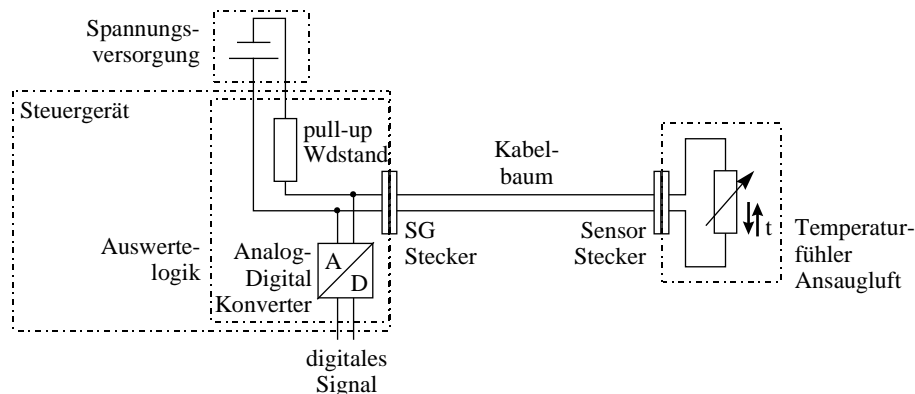 Spannungs-
versorgung
Steuergerät
pull-up
Wdstand
Kabel-
baum
SG
Stecker
Sensor
Stecker
t
Temperatur-
fühler
Ansaugluft
Auswerte-
logik
Analog-
Digital
Konverter
A
D
digitales
Signal